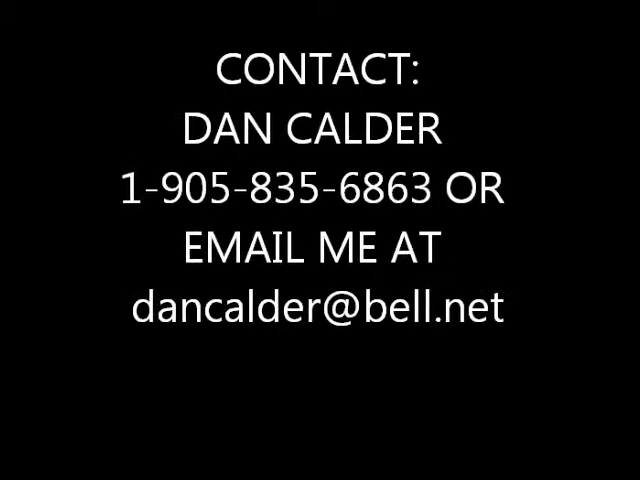 CONTACT:
DAN CALDER
1-905-835-6863 OR
EMAIL ME AT
dancalder@bell.net